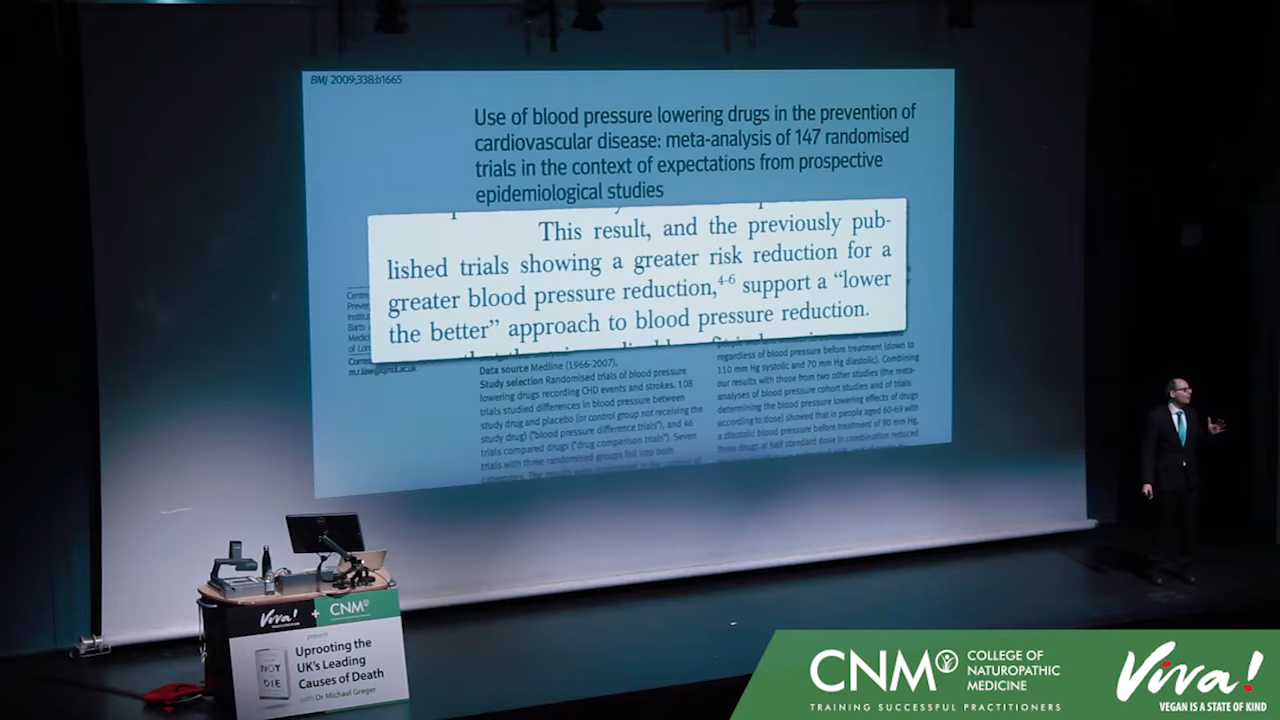 BMJ 2009;338:b1665
Use of blood pressure lowering drugs in the prevention of
cardiovascular disease: meta-analysis of 147 randomised
trials in the context of expectations from prospective
epidemiological studies
This result, and the previously pub-
lished trials showing a greater risk reduction for a
greater blood pressure reduction,4-6 support a “lower
the better” approach to blood pressure reduction.
Data source Medline (1966-2007).
Study selection Randomised trials of blood pressure
lowering drugs recording CHD events and strokes. 108
trials studied differences in blood pressure between
study drug and placebo (or control group not receiving the
study drug) ("blood pressure difference trials"), and 46
trials compared drugs ("drug comparison trials"). Seven
trials with three randomised groups fell into both
regardless of blood pressure before treatment (down to
110 mm Hg systolic and 70 mm Hg diastolic). Combining
our results with those from two other studies (the meta-
analyses of blood pressure cohort studies and of trials
determining the blood pressure lowering effects of drugs
according to dose) showed that in people aged 60-69 with
a diastolic blood pressure before treatment of 90 mm Hg,
three drugs at half standard dose in combination reduced
Viva! + CNM
present
Uprooting the
UK's Leading
Causes of Death
with Dr Michael Greger
NOT
DIE
CNM COLLEGE OF
NATUROPATHIC
MEDICINE
TRAINING SUCCESSFUL PRACTITIONERS
Viva!
VEGAN IS A STATE OF KIND